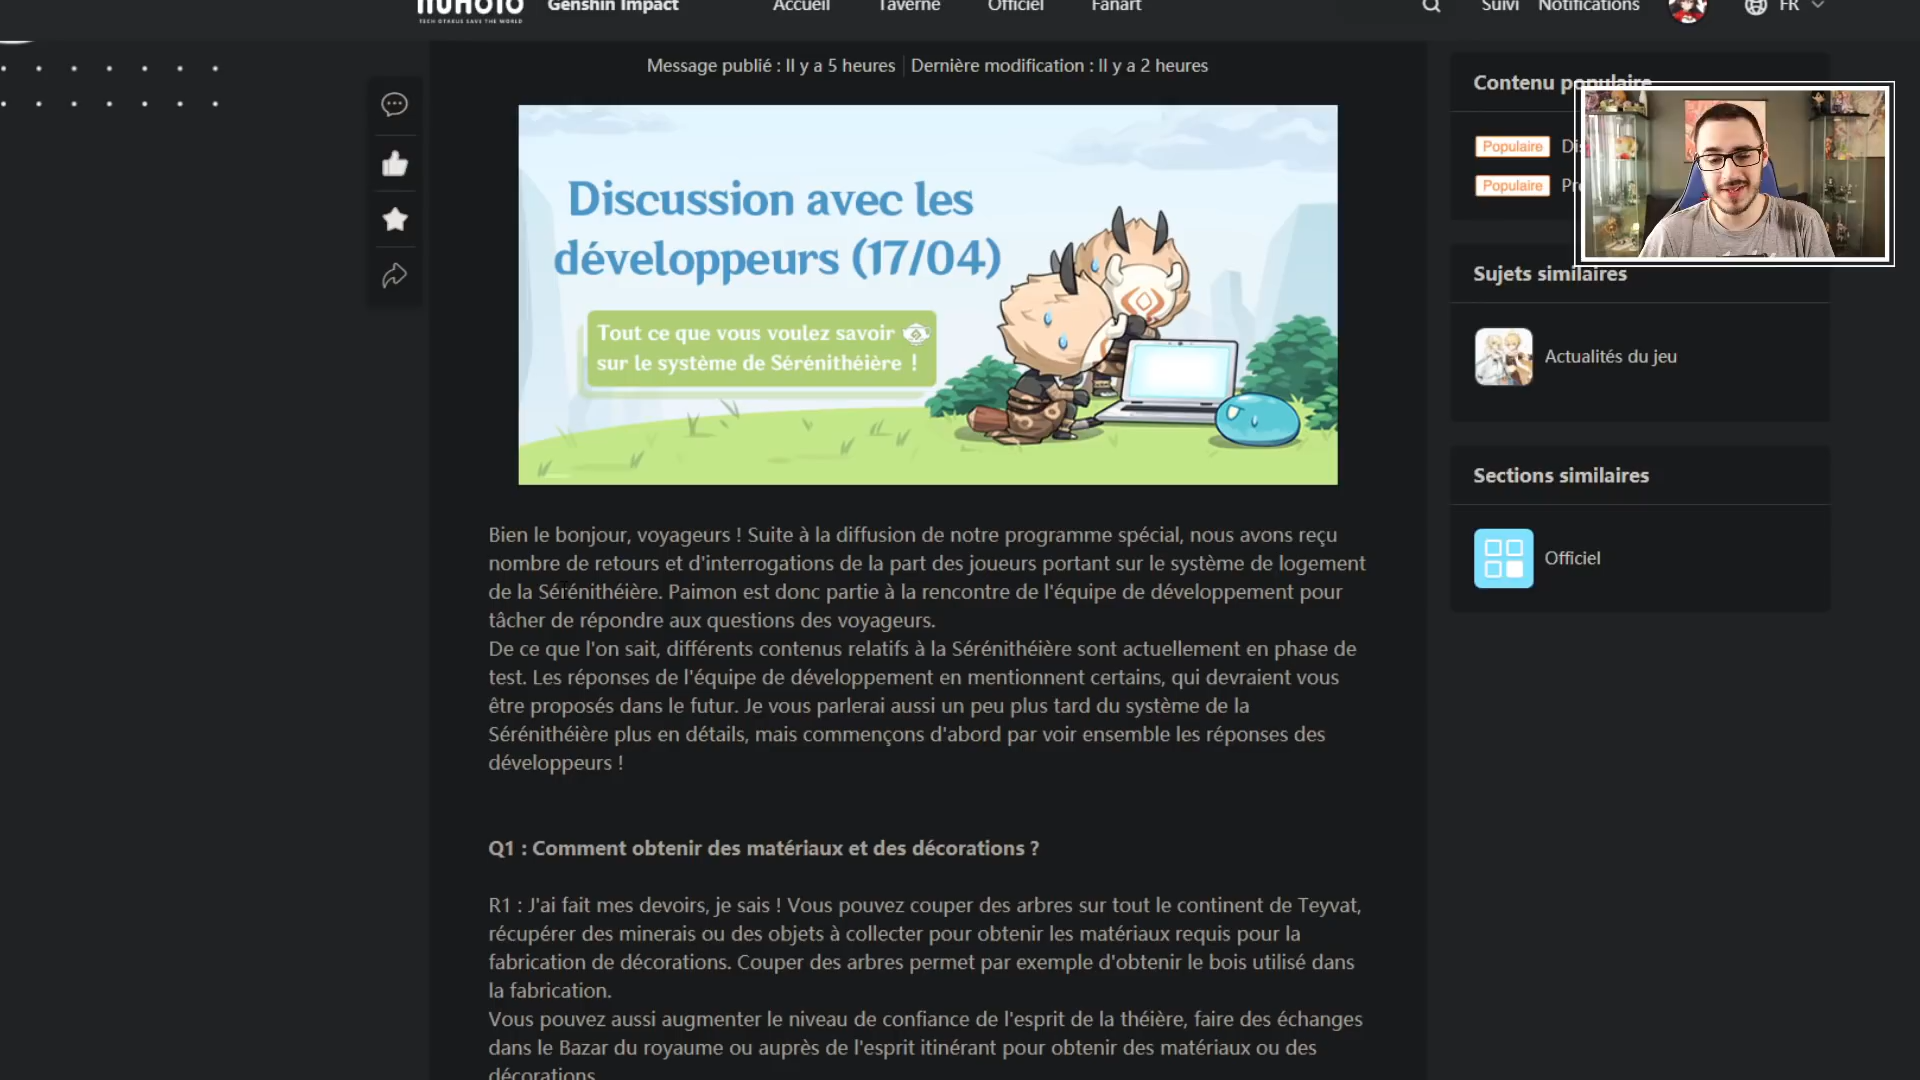 TECH OTAKUS SAVE THE WORLD
Genshin Impact
Accueil
Taverne
Officiel
Fanart
Suivi
Notifications
FR
Message publié : Il y a 5 heures
Dernière modification : Il y a 2 heures
Discussion avec les
développeurs (17/04)
Tout ce que vous voulez savoir
sur le système de Sérénithéière !
Bien le bonjour, voyageurs ! Suite à la diffusion de notre programme spécial, nous avons reçu
nombre de retours et d'interrogations de la part des joueurs portant sur le système de logement
de la Sérénithéière. Paimon est donc partie à la rencontre de l'équipe de développement pour
tâcher de répondre aux questions des voyageurs.
De ce que l'on sait, différents contenus relatifs à la Sérénithéière sont actuellement en phase de
test. Les réponses de l'équipe de développement en mentionnent certains, qui devraient vous
être proposés dans le futur. Je vous parlerai aussi un peu plus tard du système de la
Sérénithéière plus en détails, mais commençons d'abord par voir ensemble les réponses des
développeurs !
Q1 : Comment obtenir des matériaux et des décorations ?
R1 : J'ai fait mes devoirs, je sais ! Vous pouvez couper des arbres sur tout le continent de Teyvat,
récupérer des minerais ou des objets à collecter pour obtenir les matériaux requis pour la
fabrication de décorations. Couper des arbres permet par exemple d'obtenir le bois utilisé dans
la fabrication.
Vous pouvez aussi augmenter le niveau de confiance de l'esprit de la théière, faire des échanges
dans le Bazar du royaume ou auprès de l'esprit itinérant pour obtenir des matériaux ou des
décorations.
Contenu populaire
Populaire
Populaire
Sujets similaires
Actualités du jeu
Sections similaires
Officiel